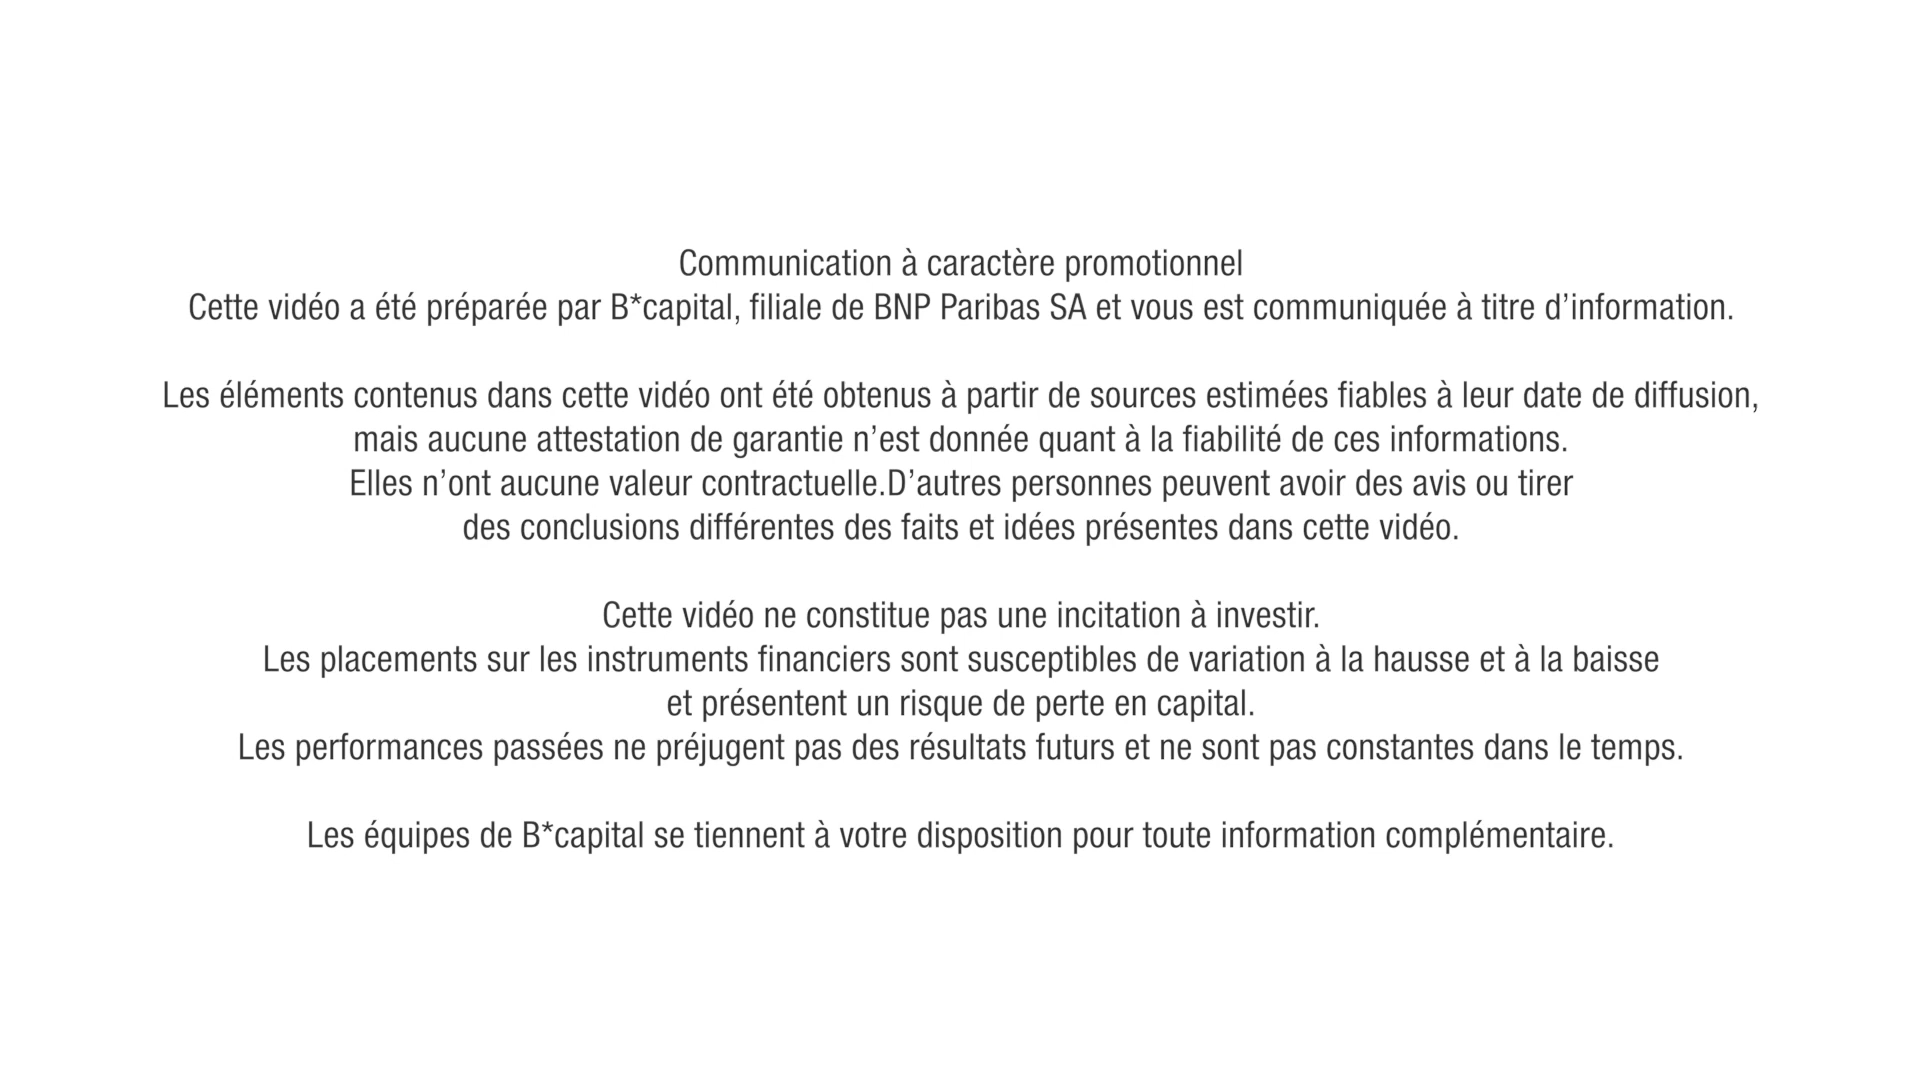 Communication à caractère promotionnel
Cette vidéo a été préparée par B*capital, filiale de BNP Paribas SA et vous est communiquée à titre d’information.
Les éléments contenus dans cette vidéo ont été obtenus à partir de sources estimées fiables à leur date de diffusion,
mais aucune attestation de garantie n’est donnée quant à la fiabilité de ces informations.
Elles n’ont aucune valeur contractuelle.D’autres personnes peuvent avoir des avis ou tirer
des conclusions différentes des faits et idées présentes dans cette vidéo.
Cette vidéo ne constitue pas une incitation à investir.
Les placements sur les instruments financiers sont susceptibles de variation à la hausse et à la baisse
et présentent un risque de perte en capital.
Les performances passées ne préjugent pas des résultats futurs et ne sont pas constantes dans le temps.
Les équipes de B*capital se tiennent à votre disposition pour toute information complémentaire.